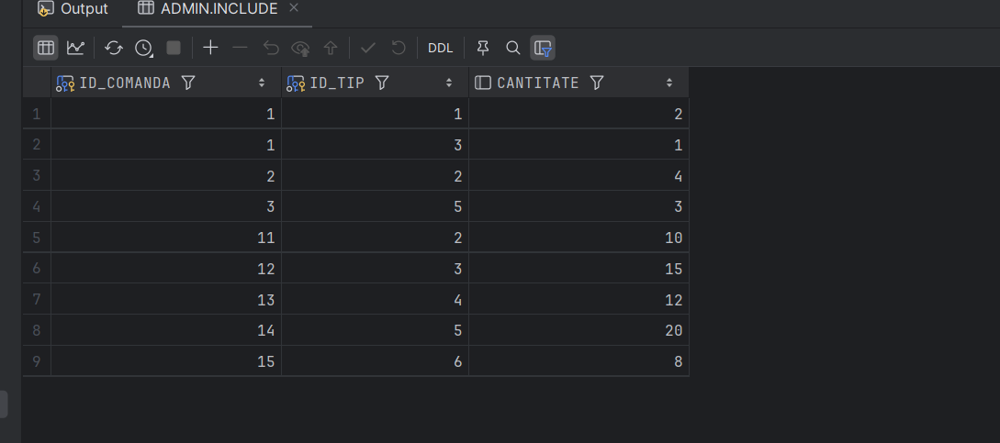 Output ADMIN.INCLUDE
DDL
ID_COMANDA ID_TIP CANTITATE
1 1 1 2
2 1 3 1
3 2 2 4
4 3 5 3
5 11 2 10
6 12 3 15
7 13 4 12
8 14 5 20
9 15 6 8